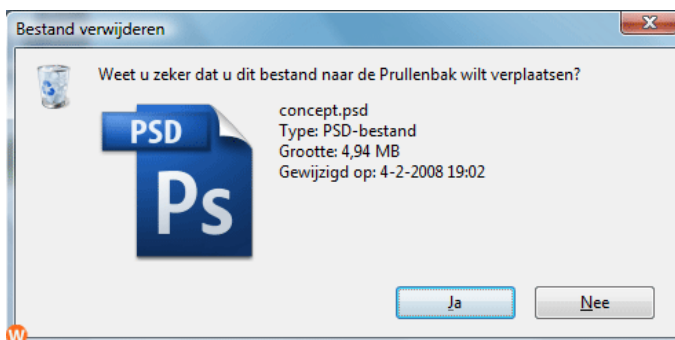 Bestand verwijderen
X
Weet u zeker dat u dit bestand naar de Prullenbak wilt verplaatsen?
PSD
Ps
concept.psd
Type: PSD-bestand
Grootte: 4,94 MB
Gewijzigd op: 4-2-2008 19:02
Ja
Nee
W